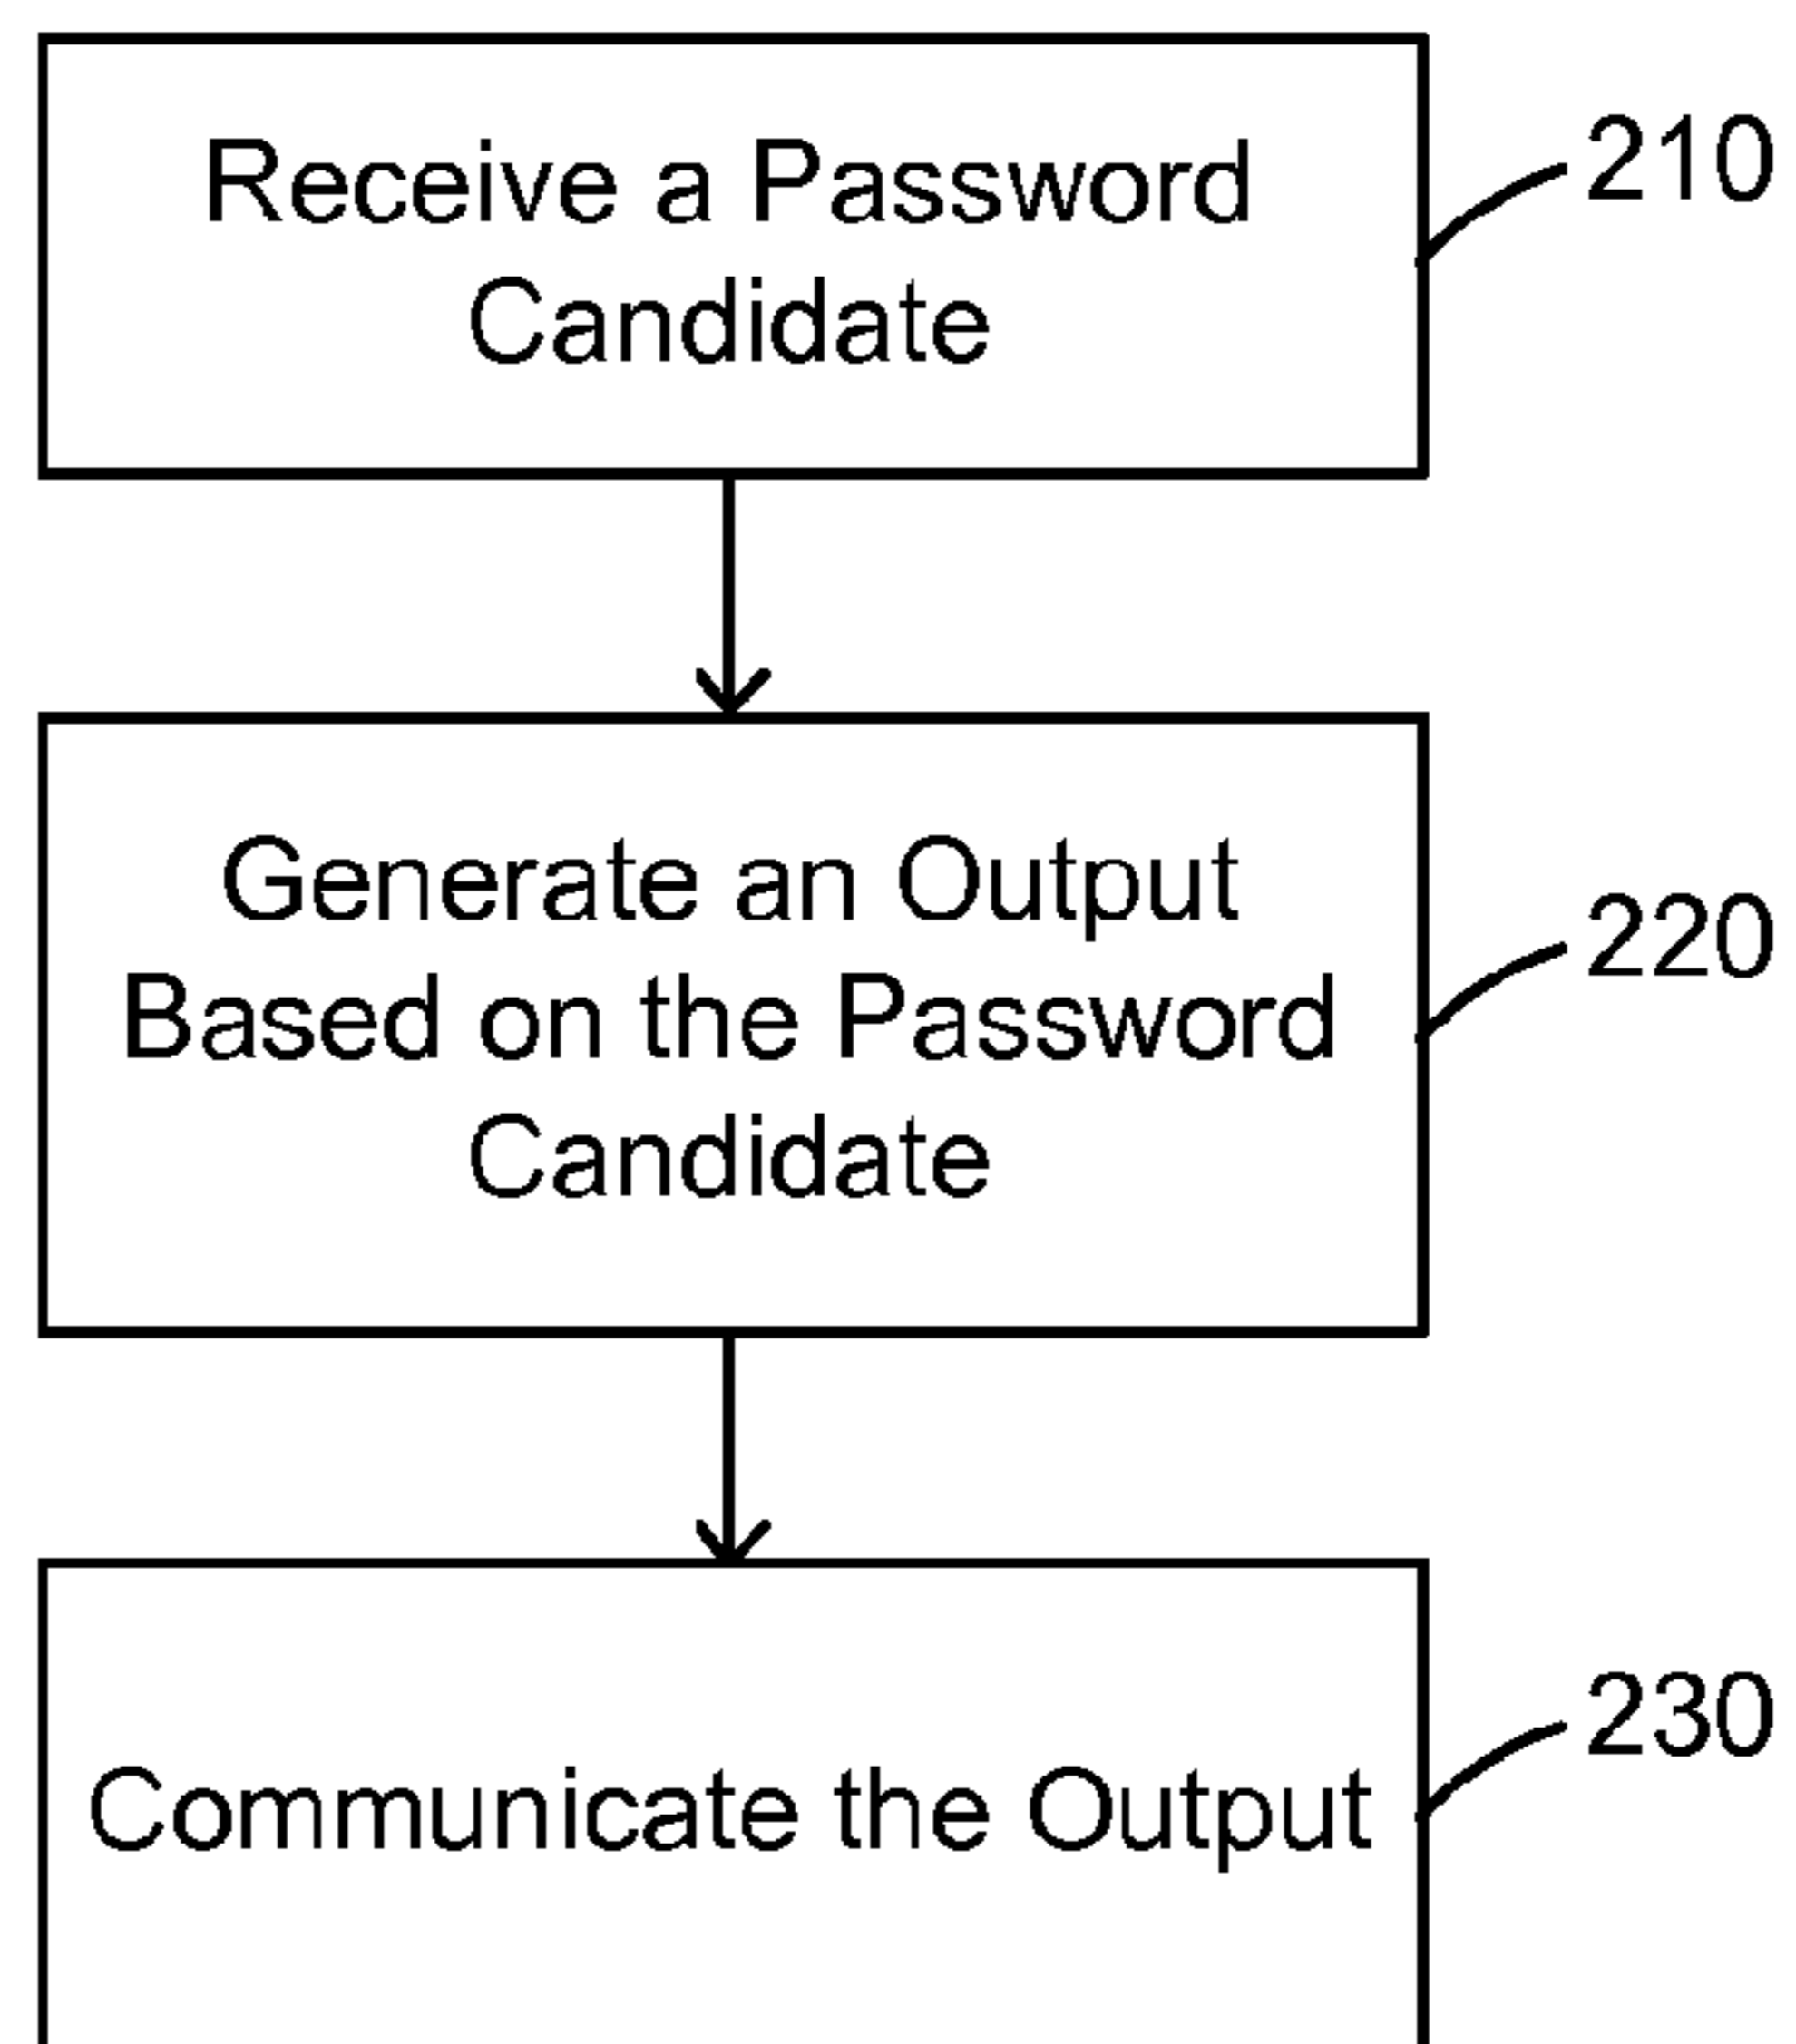 Receive a Password
Candidate
210
Generate an Output
Based on the Password
Candidate
220
Communicate the Output
230